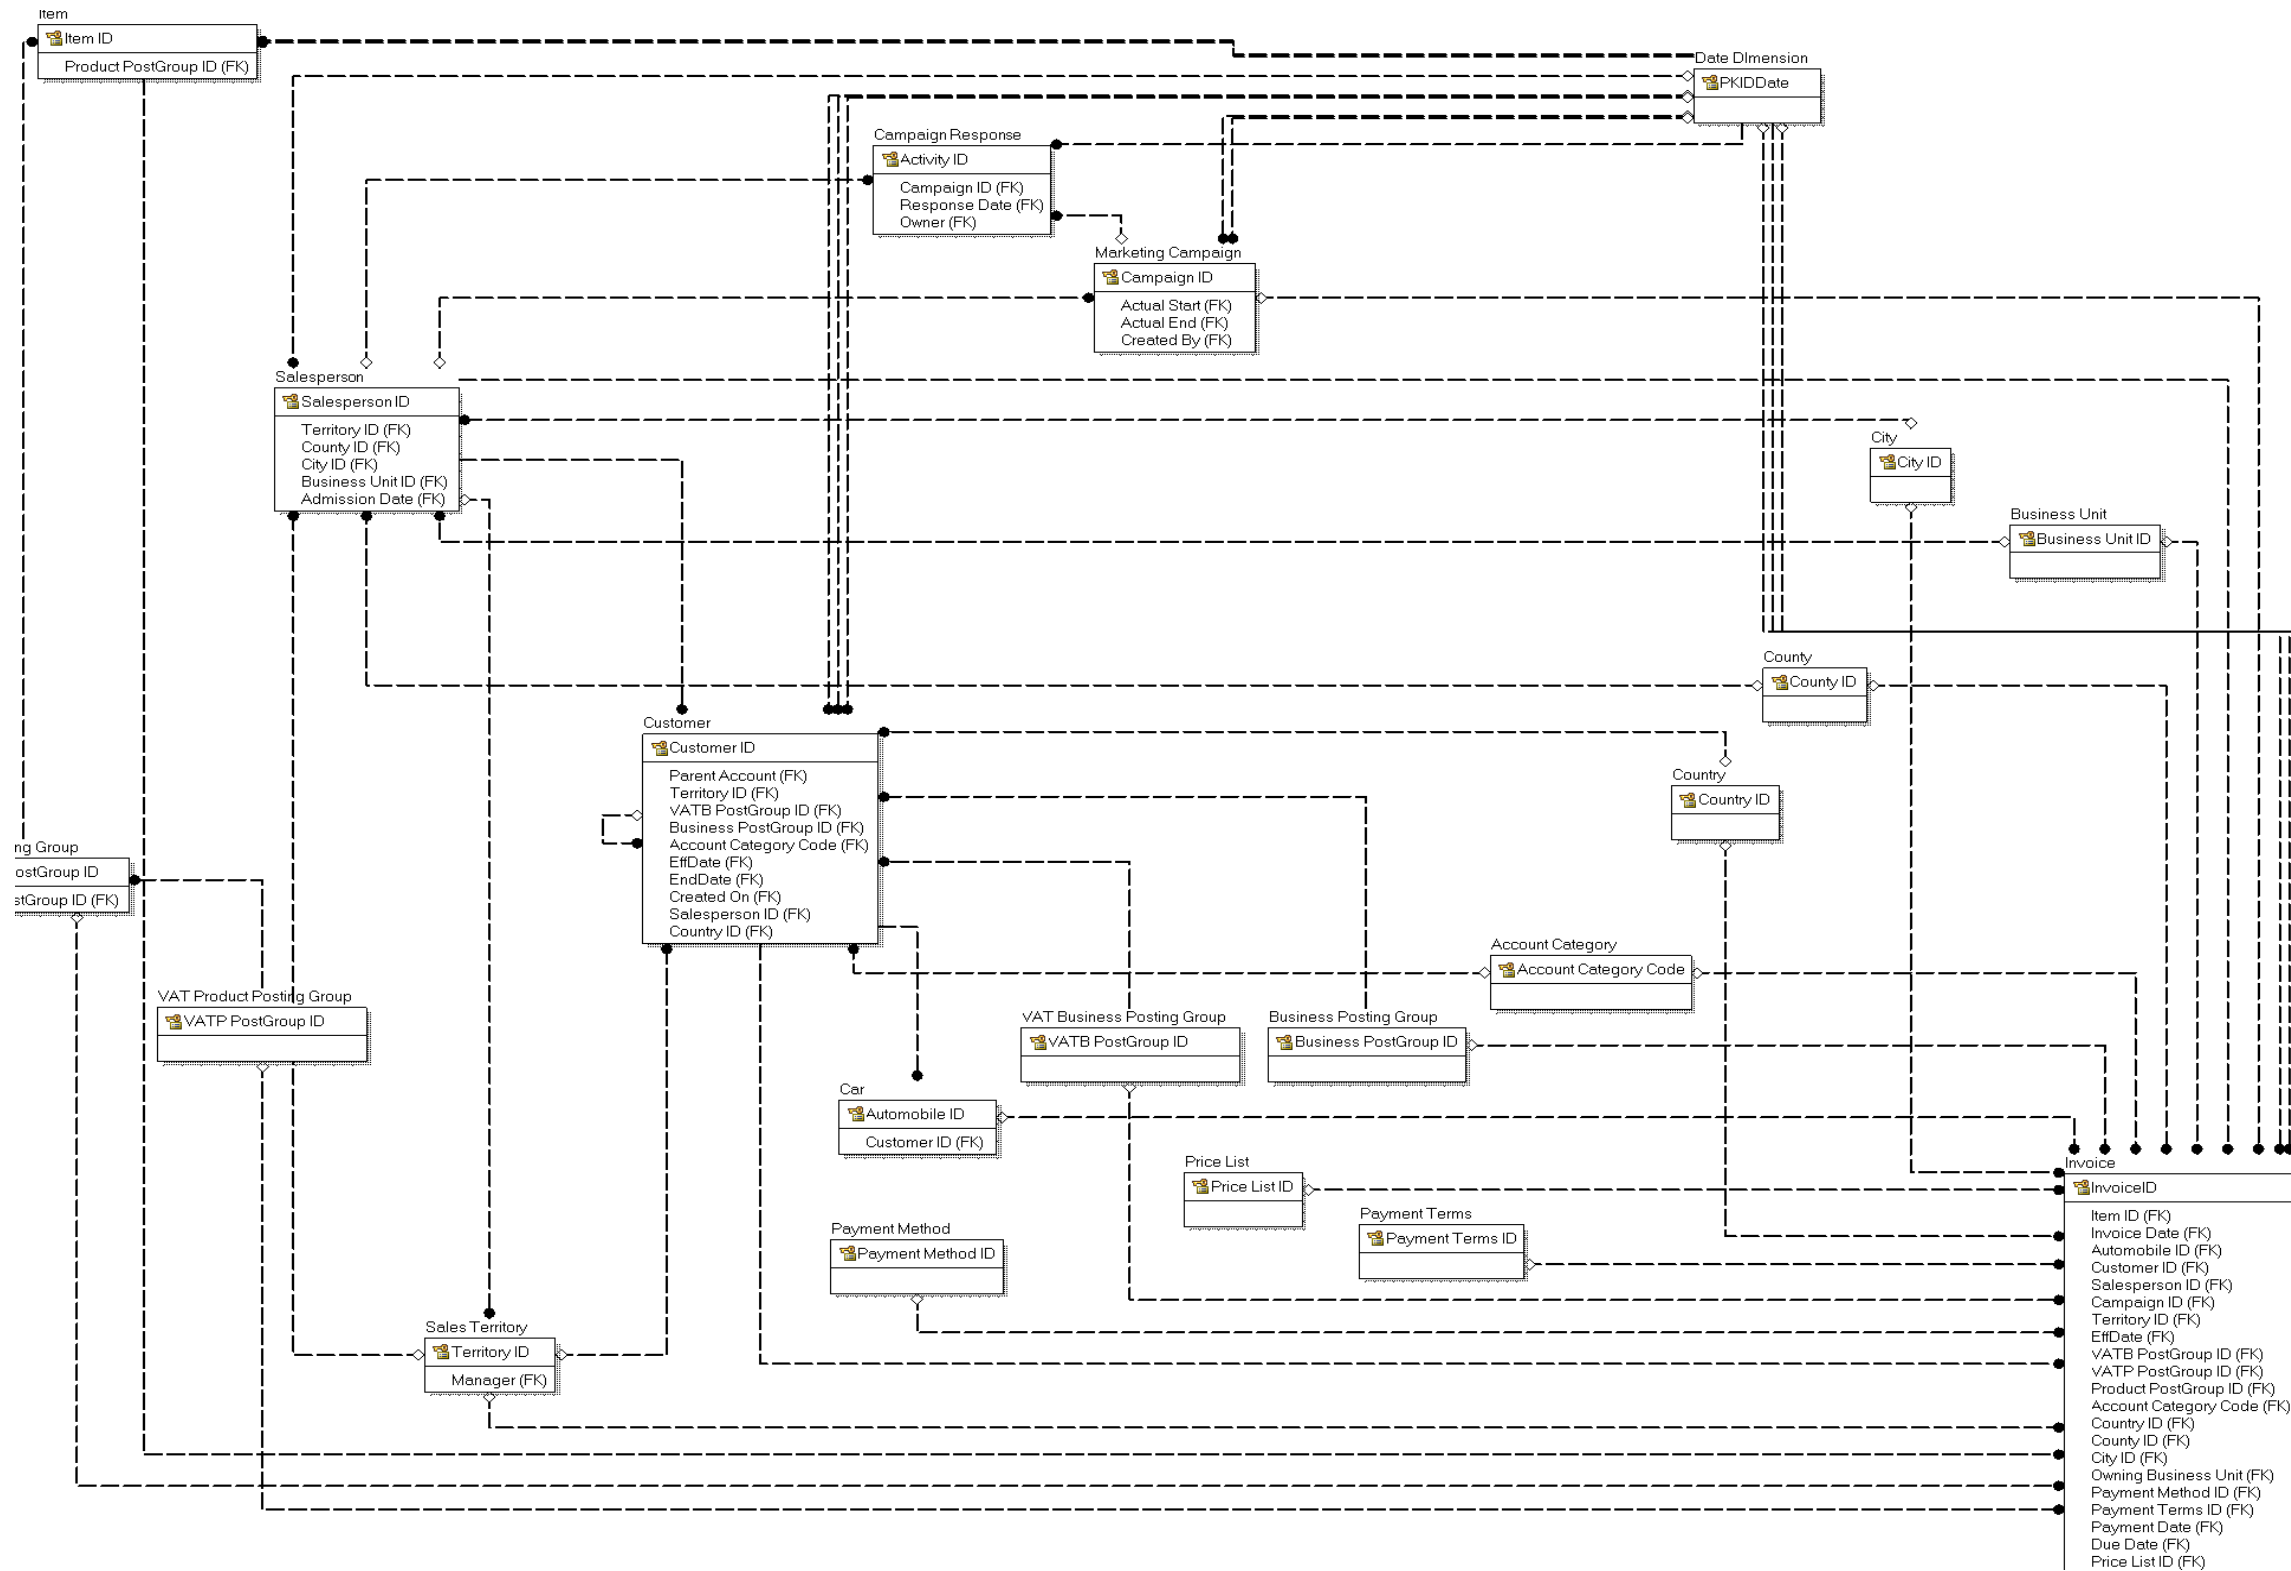 Item
Item ID
Product PostGroup ID (FK)
Date DImension
PKIDDate
Campaign Response
Activity ID
Campaign ID (FK)
Response Date (FK)
Owner (FK)
Marketing Campaign
Campaign ID
Actual Start (FK)
Actual End (FK)
Created By (FK)
Salesperson
Salesperson ID
Territory ID (FK)
County ID (FK)
City ID (FK)
Business Unit ID (FK)
Admission Date (FK)
City
City ID
Business Unit
Business Unit ID
County
County ID
Customer
Customer ID
Parent Account (FK)
Territory ID (FK)
VATB PostGroup ID (FK)
Business PostGroup ID (FK)
Account Category Code (FK)
EffDate (FK)
EndDate (FK)
Created On (FK)
Salesperson ID (FK)
Country ID (FK)
Country
Country ID
ng Group
ostGroup ID
stGroup ID (FK)
Account Category
Account Category Code
VAT Product Posting Group
VATP PostGroup ID
VAT Business Posting Group
VATB PostGroup ID
Business Posting Group
Business PostGroup ID
Car
Automobile ID
Customer ID (FK)
Price List
Price List ID
Payment Terms
Payment Terms ID
Payment Method
Payment Method ID
Sales Territory
Territory ID
Manager (FK)
Invoice
InvoiceID
Item ID (FK)
Invoice Date (FK)
Automobile ID (FK)
Customer ID (FK)
Salesperson ID (FK)
Campaign ID (FK)
Territory ID (FK)
EffDate (FK)
VATB PostGroup ID (FK)
VATP PostGroup ID (FK)
Product PostGroup ID (FK)
Account Category Code (FK)
Country ID (FK)
County ID (FK)
City ID (FK)
Owning Business Unit (FK)
Payment Method ID (FK)
Payment Terms ID (FK)
Payment Date (FK)
Due Date (FK)
Price List ID (FK)